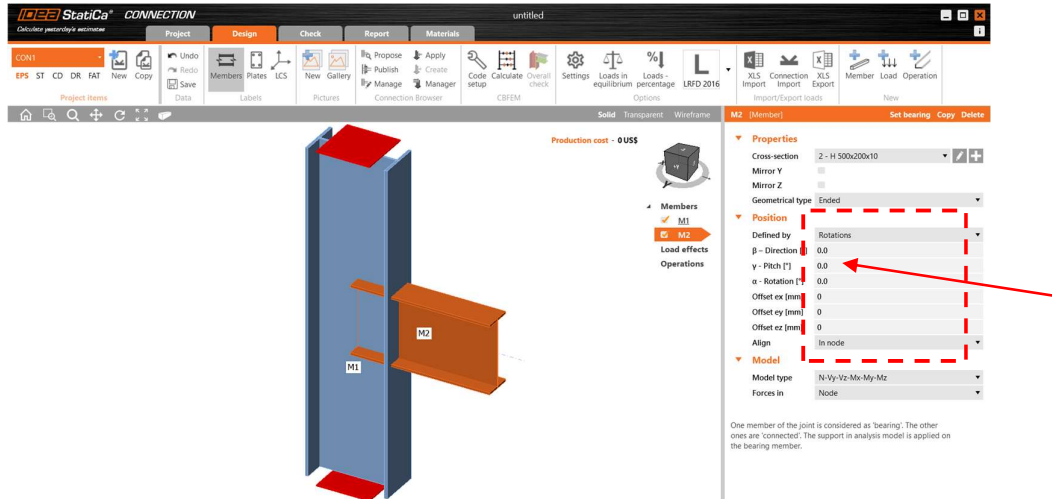 IDEA StatiCa® CONNECTION
untitled
Calculate yesterday's estimates
Project Design Check Report Materials
CON1
EPS ST CD DR FAT
New Copy
Undo
Redo
Save
Members Plates LCS
New Gallery
Propose Apply
Publish Create
Manage Manager
Code setup Calculate Overall check
Settings Loads in equilibrium Loads - percentage LRFD 2016
XLS Import Connection Import XLS Export
Member Load Operation
Project items Data Labels Pictures Connection Browser CBFEM Options Import/Export loads New
Solid Transparent Wireframe
M2 [Member] Set bearing Copy Delete
Production cost - 0 US$
Members
M1
M2
Load effects
Operations
M2
M1
Properties
Cross-section 2 - H 500x200x10
Mirror Y
Mirror Z
Geometrical type Ended
Position
Defined by Rotations
β – Direction [°] 0.0
γ - Pitch [°] 0.0
α - Rotation [°] 0.0
Offset ex [mm] 0
Offset ey [mm] 0
Offset ez [mm] 0
Align In node
Model
Model type N-Vy-Vz-Mx-My-Mz
Forces in Node
One member of the joint is considered as 'bearing'. The other
ones are 'connected'. The support in analysis model is applied on
the bearing member.